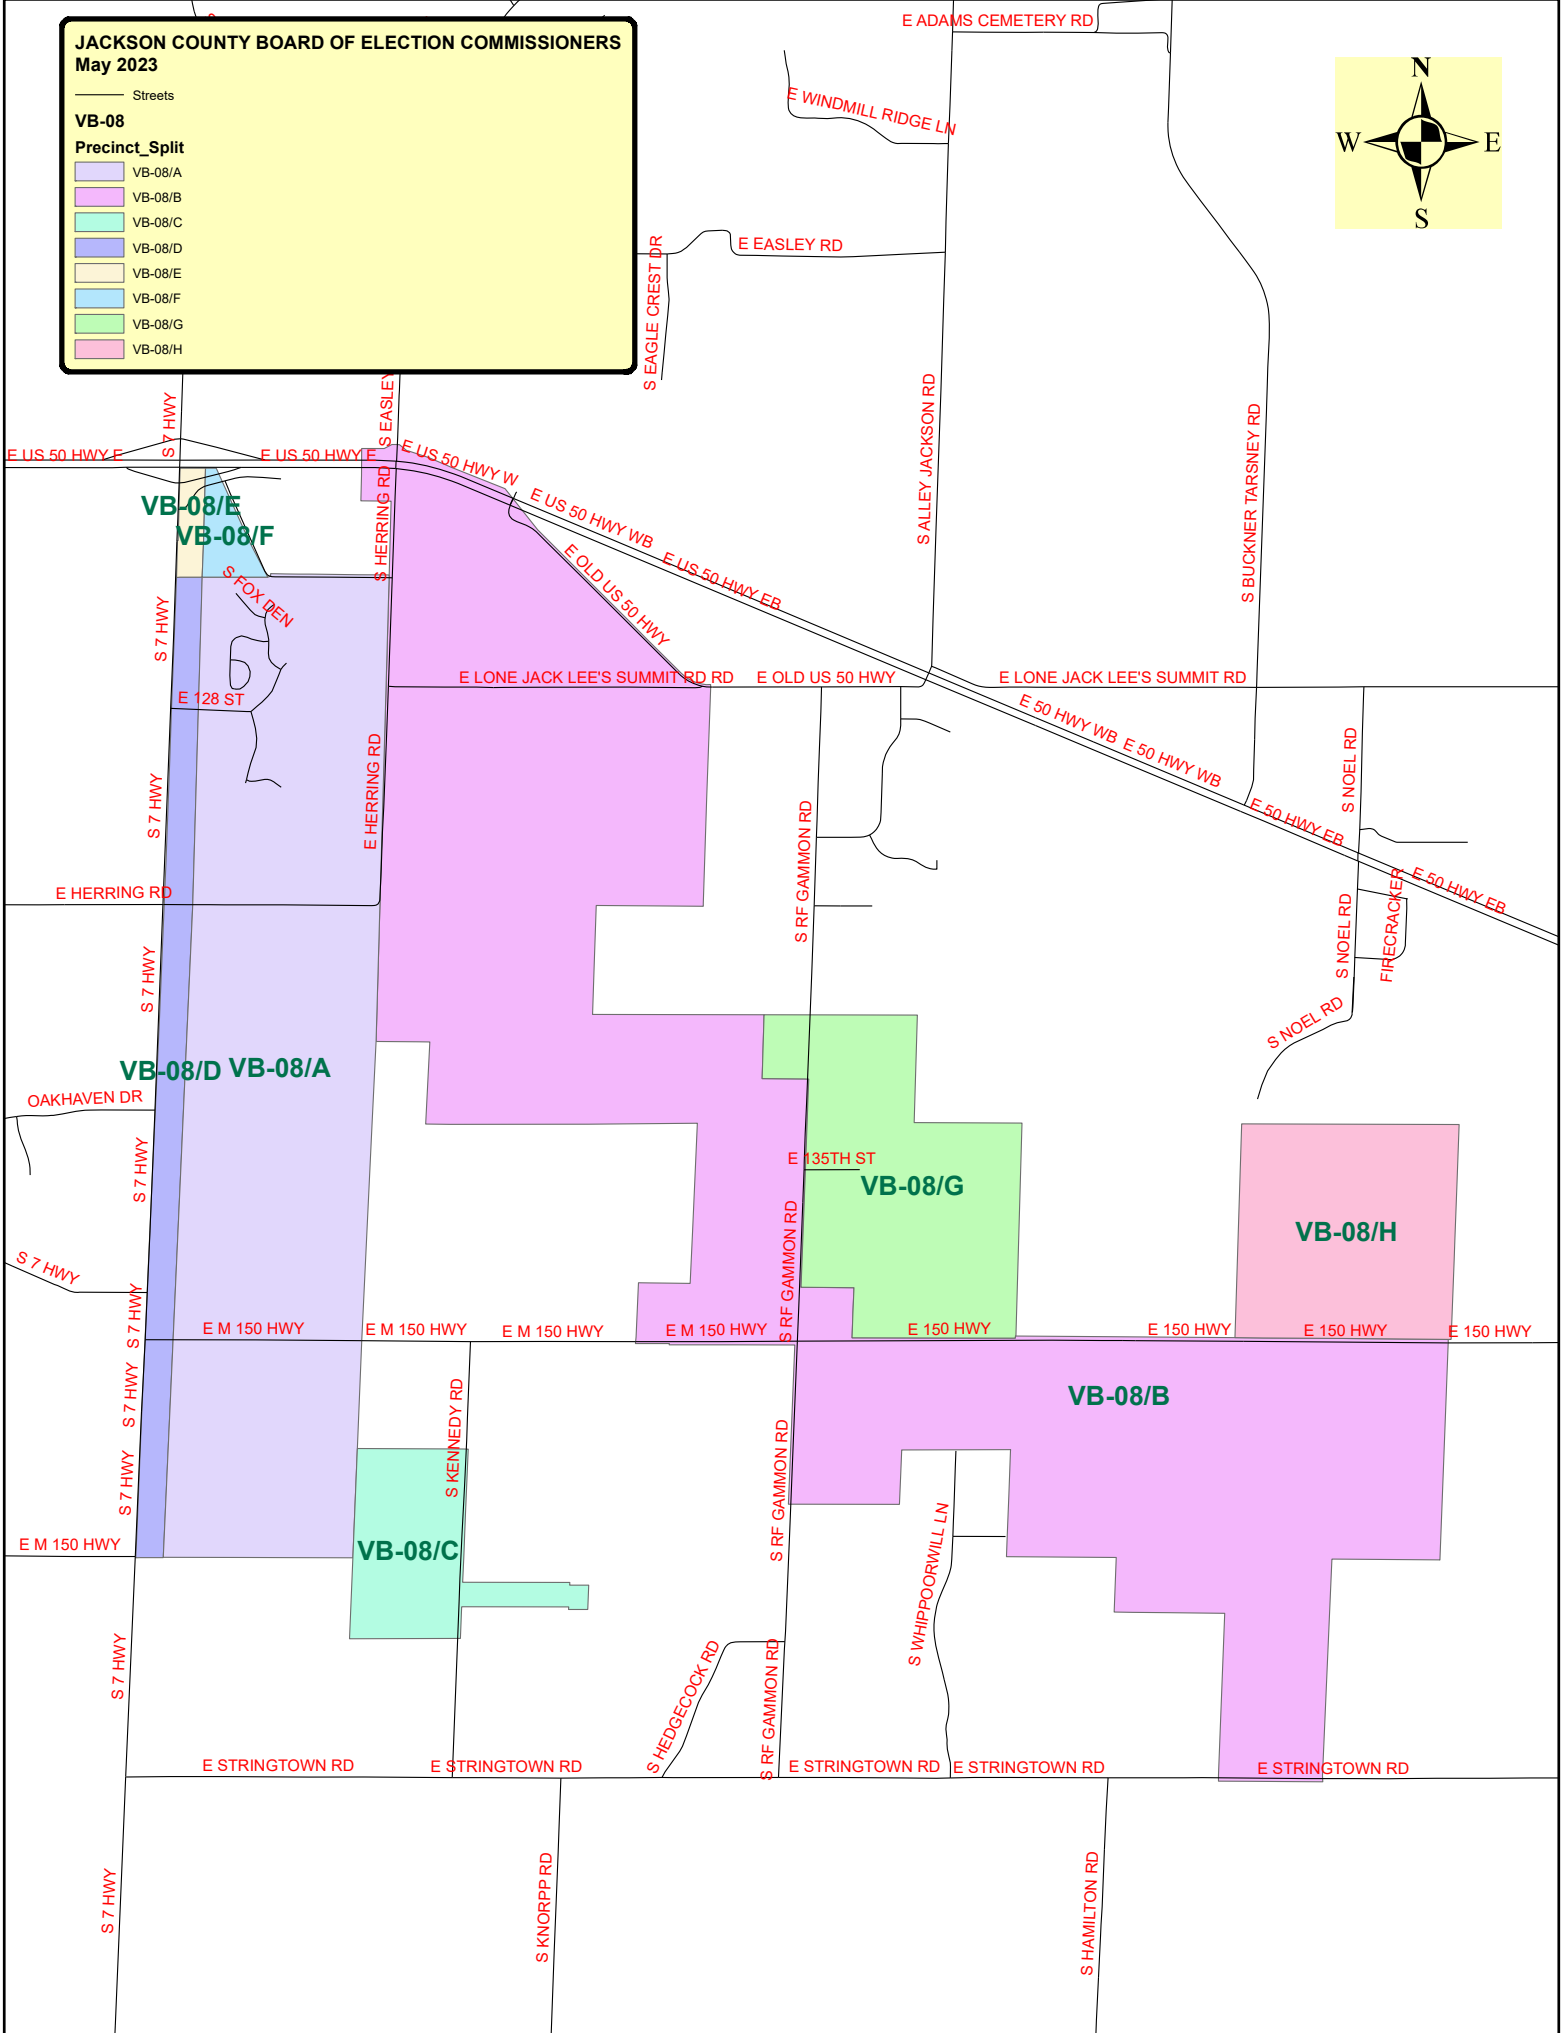 E ADAMS CEMETERY RD
JACKSON COUNTY BOARD OF ELECTION COMMISSIONERS
May 2023
Streets
VB-08
Precinct_Split
VB-08/A
VB-08/B
VB-08/C
VB-08/D
VB-08/E
VB-08/F
VB-08/G
VB-08/H
N
W
E
S
E WINDMILL RIDGE LN
E EASLEY RD
S EAGLE CREST DR
S EASLEY
S ALLEY JACKSON RD
S BUCKNER TARSNEY RD
S 7 HWY
E US 50 HWY E
E US 50 HWY E
E US 50 HWY W
E US 50 HWY WB
E US 50 HWY EB
S HERRING RD
VB-08/E
VB-08/F
E OLD US 50 HWY
S FOX DEN
S 7 HWY
E LONE JACK LEE'S SUMMIT RD RD
E OLD US 50 HWY
E LONE JACK LEE'S SUMMIT RD
E 128 ST
E 50 HWY WB
E 50 HWY WB
E 50 HWY EB
E 50 HWY EB
S NOEL RD
E HERRING RD
S 7 HWY
S RF GAMMON RD
E HERRING RD
S NOEL RD
FIRECRACKER
S 7 HWY
S NOEL RD
VB-08/D
VB-08/A
OAKHAVEN DR
S 7 HWY
E 135TH ST
VB-08/G
VB-08/H
S 7 HWY
S RF GAMMON RD
S 7 HWY
E M 150 HWY
E M 150 HWY
E M 150 HWY
E M 150 HWY
E 150 HWY
E 150 HWY
E 150 HWY
E 150 HWY
S 7 HWY
VB-08/B
S KENNEDY RD
S 7 HWY
S RF GAMMON RD
E M 150 HWY
VB-08/C
S WHIPPOORWILL LN
S 7 HWY
S HEDGECOCK RD
S RF GAMMON RD
E STRINGTOWN RD
E STRINGTOWN RD
E STRINGTOWN RD
E STRINGTOWN RD
E STRINGTOWN RD
S 7 HWY
S KNORPP RD
S HAMILTON RD